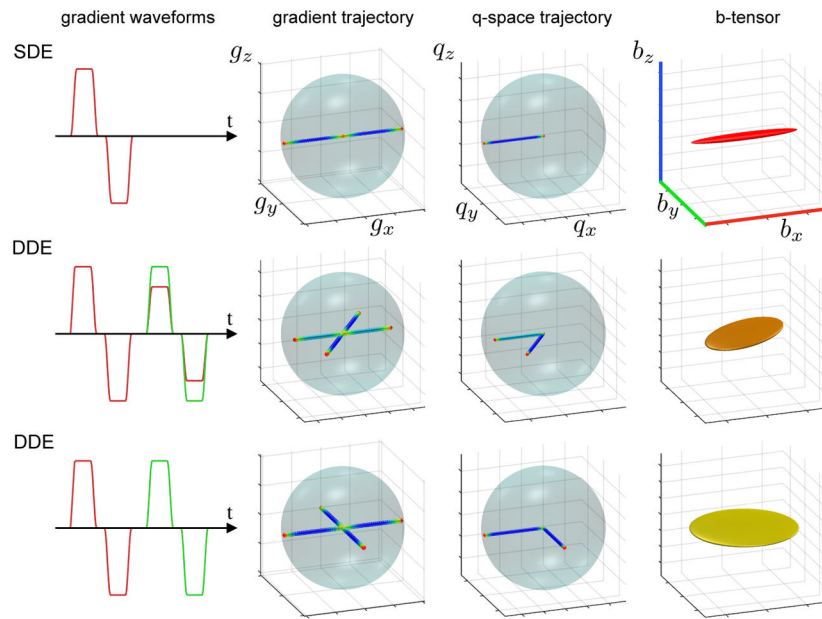 gradient waveforms gradient trajectory q-space trajectory b-tensor
SDE
g_z q_z b_z
t
g_y g_x q_y q_x b_y b_x
DDE
t
DDE
t